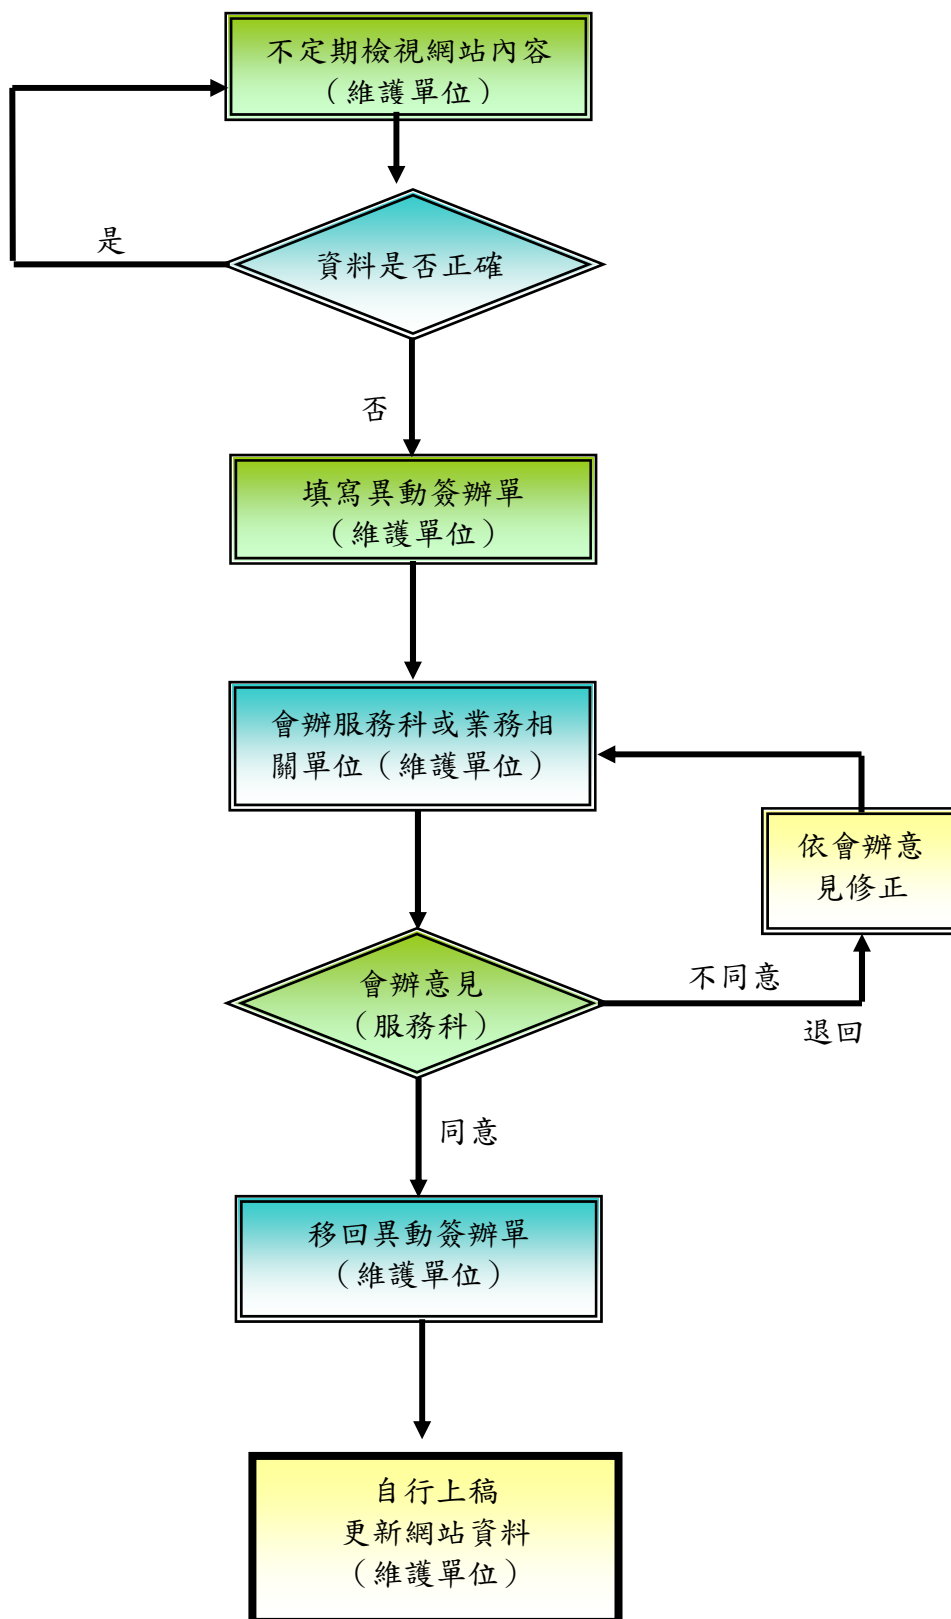 不定期檢視網站內容
（維護單位）
是
資料是否正確
否
填寫異動簽辦單
（維護單位）
會辦服務科或業務相
關單位（維護單位）
依會辦意
見修正
會辦意見
（服務科）
不同意
退回
同意
移回異動簽辦單
（維護單位）
自行上稿
更新網站資料
（維護單位）